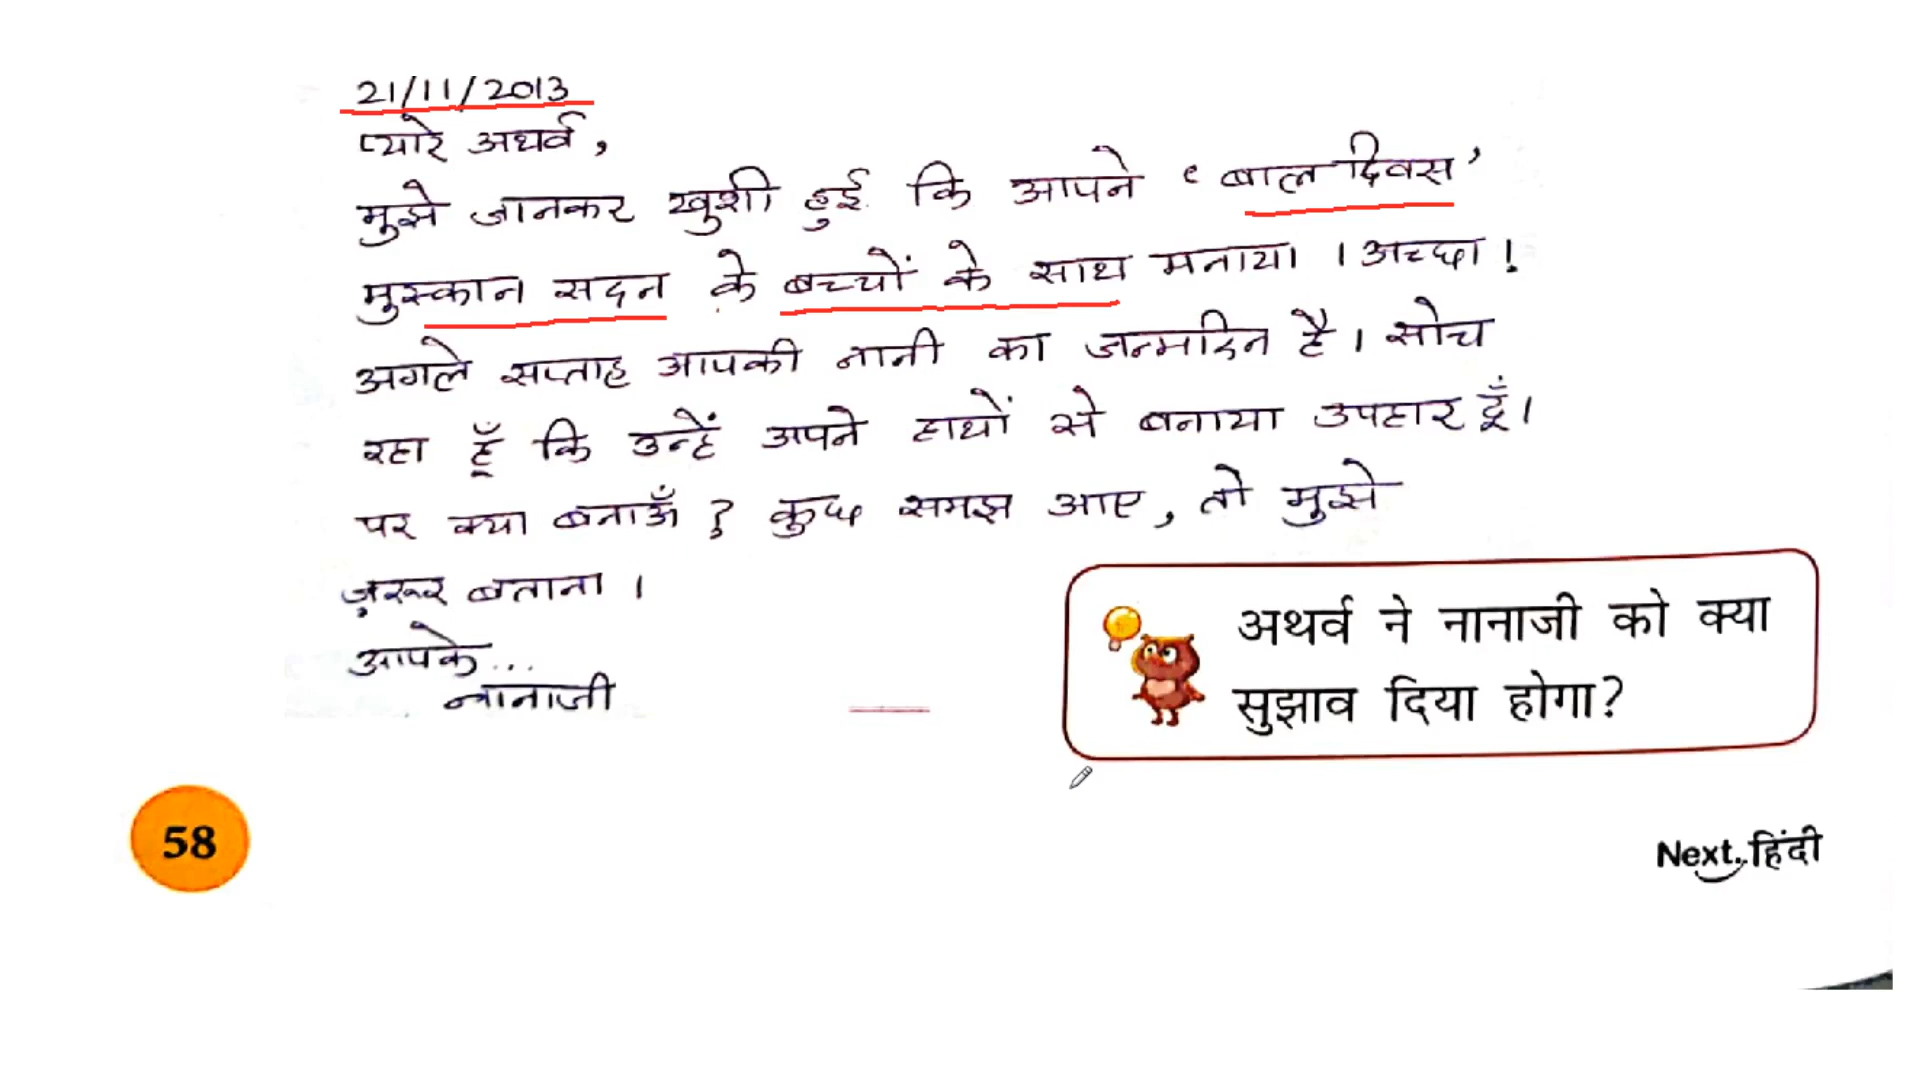 21/11/2013
प्यारे अथर्व,
मुझे जानकर खुशी हुई कि आपने ‘बाल दिवस’
मुस्कान सदन के बच्चों के साथ मनाया । अच्छा !
अगले सप्ताह आपकी नानी का जन्मदिन है । सोच
रहा हूँ कि उन्हें अपने हाथों से बनाया उपहार दूँ ।
पर क्या बनाऊँ ? कुछ समझ आए, तो मुझे
ज़रूर बताना ।
आपके...
नानाजी
अथर्व ने नानाजी को क्या
सुझाव दिया होगा?
58
Next हिंदी